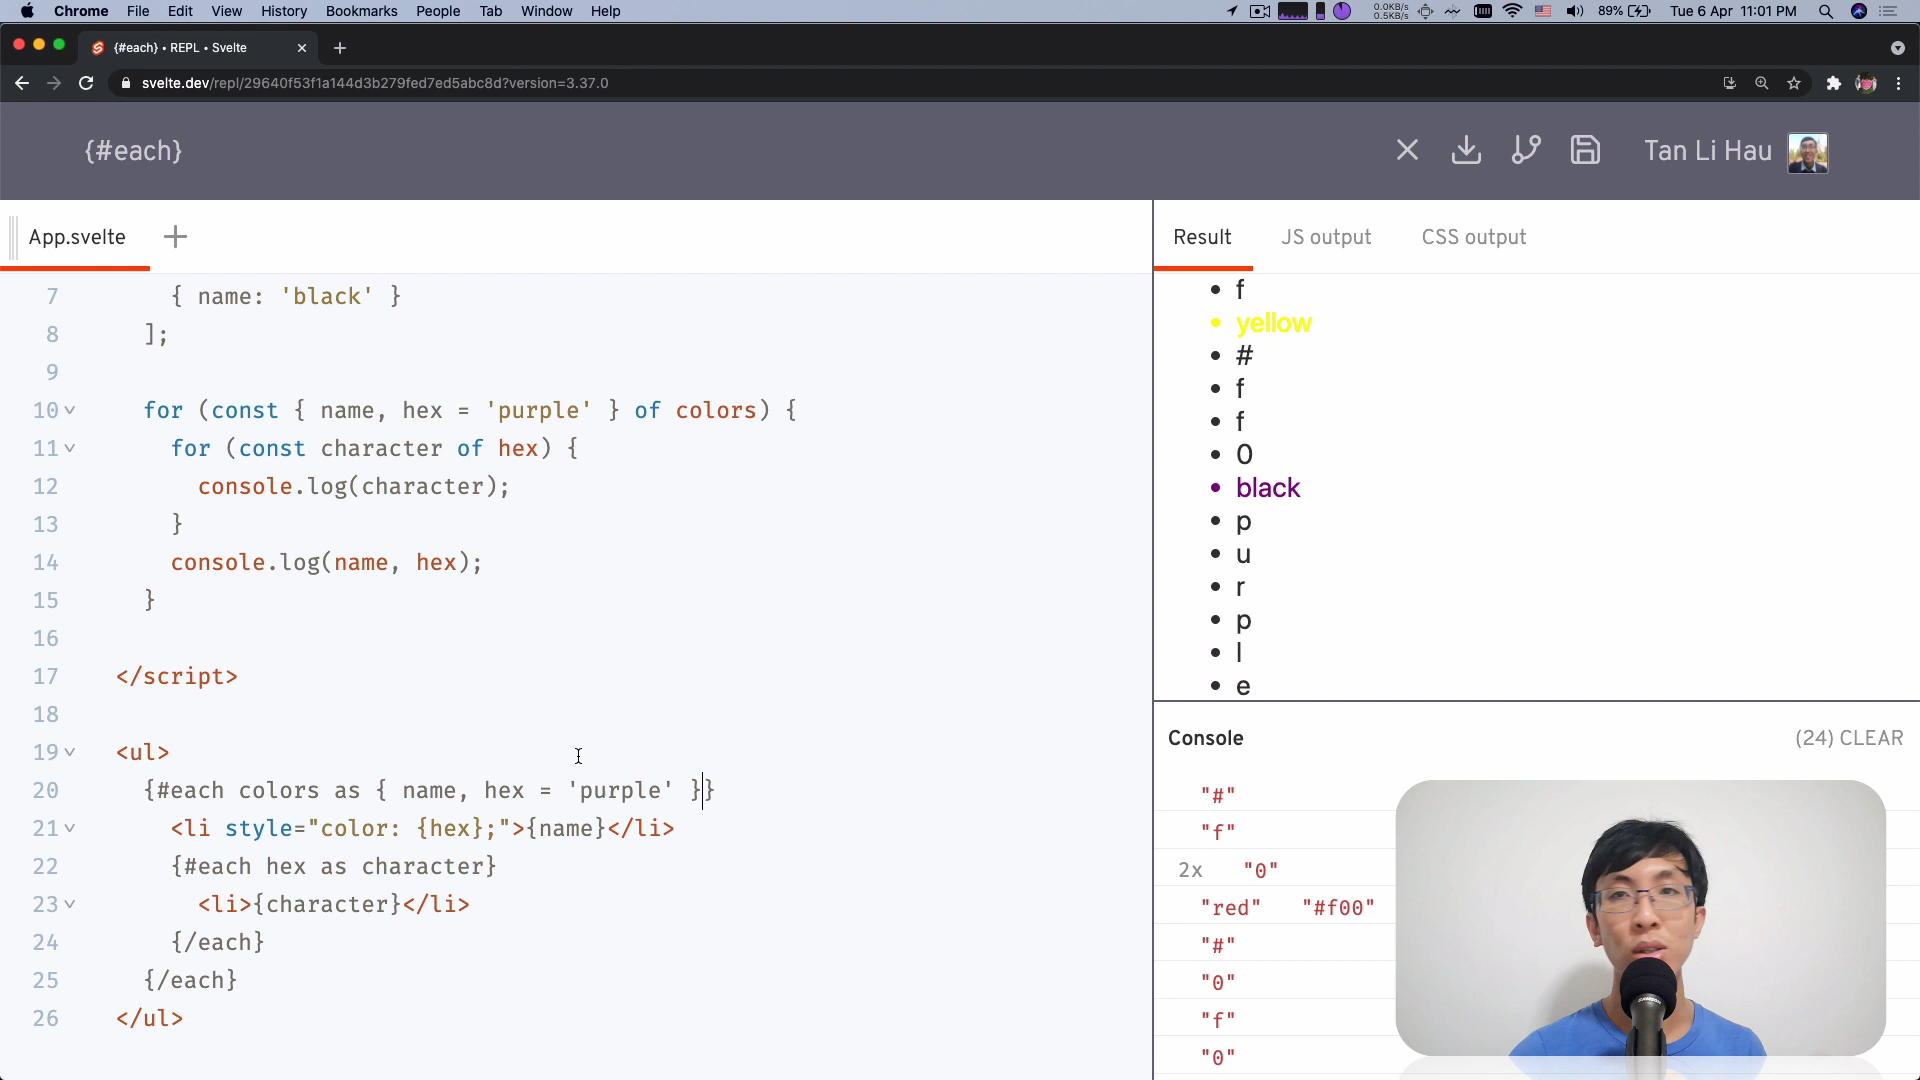 Chrome File Edit View History Bookmarks People Tab Window Help
0.0KB/s
0.5KB/s
89%
Tue 6 Apr 11:01 PM
{#each} • REPL • Svelte
svelte.dev/repl/29640f53f1a144d3b279fed7ed5abc8d?version=3.37.0
{#each}
Tan Li Hau
App.svelte
7 { name: 'black' }
8 ];
9
10 for (const { name, hex = 'purple' } of colors) {
11 for (const character of hex) {
12 console.log(character);
13 }
14 console.log(name, hex);
15 }
16
17 </script>
18
19 <ul>
20 {#each colors as { name, hex = 'purple' }}
21 <li style="color: {hex};">{name}</li>
22 {#each hex as character}
23 <li>{character}</li>
24 {/each}
25 {/each}
26 </ul>
Result JS output CSS output
• f
• yellow
• #
• f
• f
• 0
• black
• p
• u
• r
• p
• l
• e
Console (24) CLEAR
"#"
"f"
2x "0"
"red" "#f00"
"#"
"0"
"f"
"0"